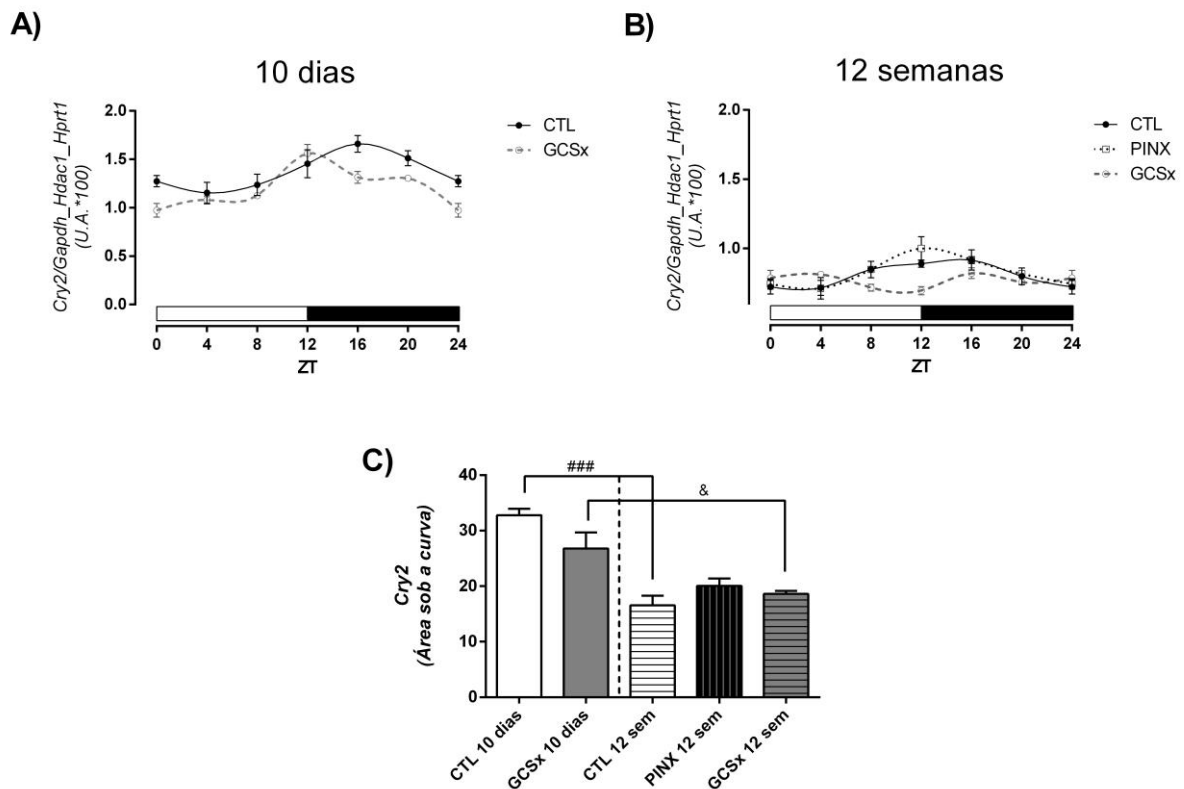 A)
10 dias
Cry2/Gapdh_Hdac1_Hprt1
(U.A.*100)
2.0
1.5
1.0
0.5
0.0
0 4 8 12 16 20 24
ZT
CTL
GCSx
B)
12 semanas
Cry2/Gapdh_Hdac1_Hprt1
(U.A.*100)
2.0
1.5
1.0
0 4 8 12 16 20 24
ZT
CTL
PINX
GCSx
C)
Cry2
(Área sob a curva)
40
30
20
10
0
###
&
CTL 10 dias
GCSx 10 dias
CTL 12 sem
PINX 12 sem
GCSx 12 sem